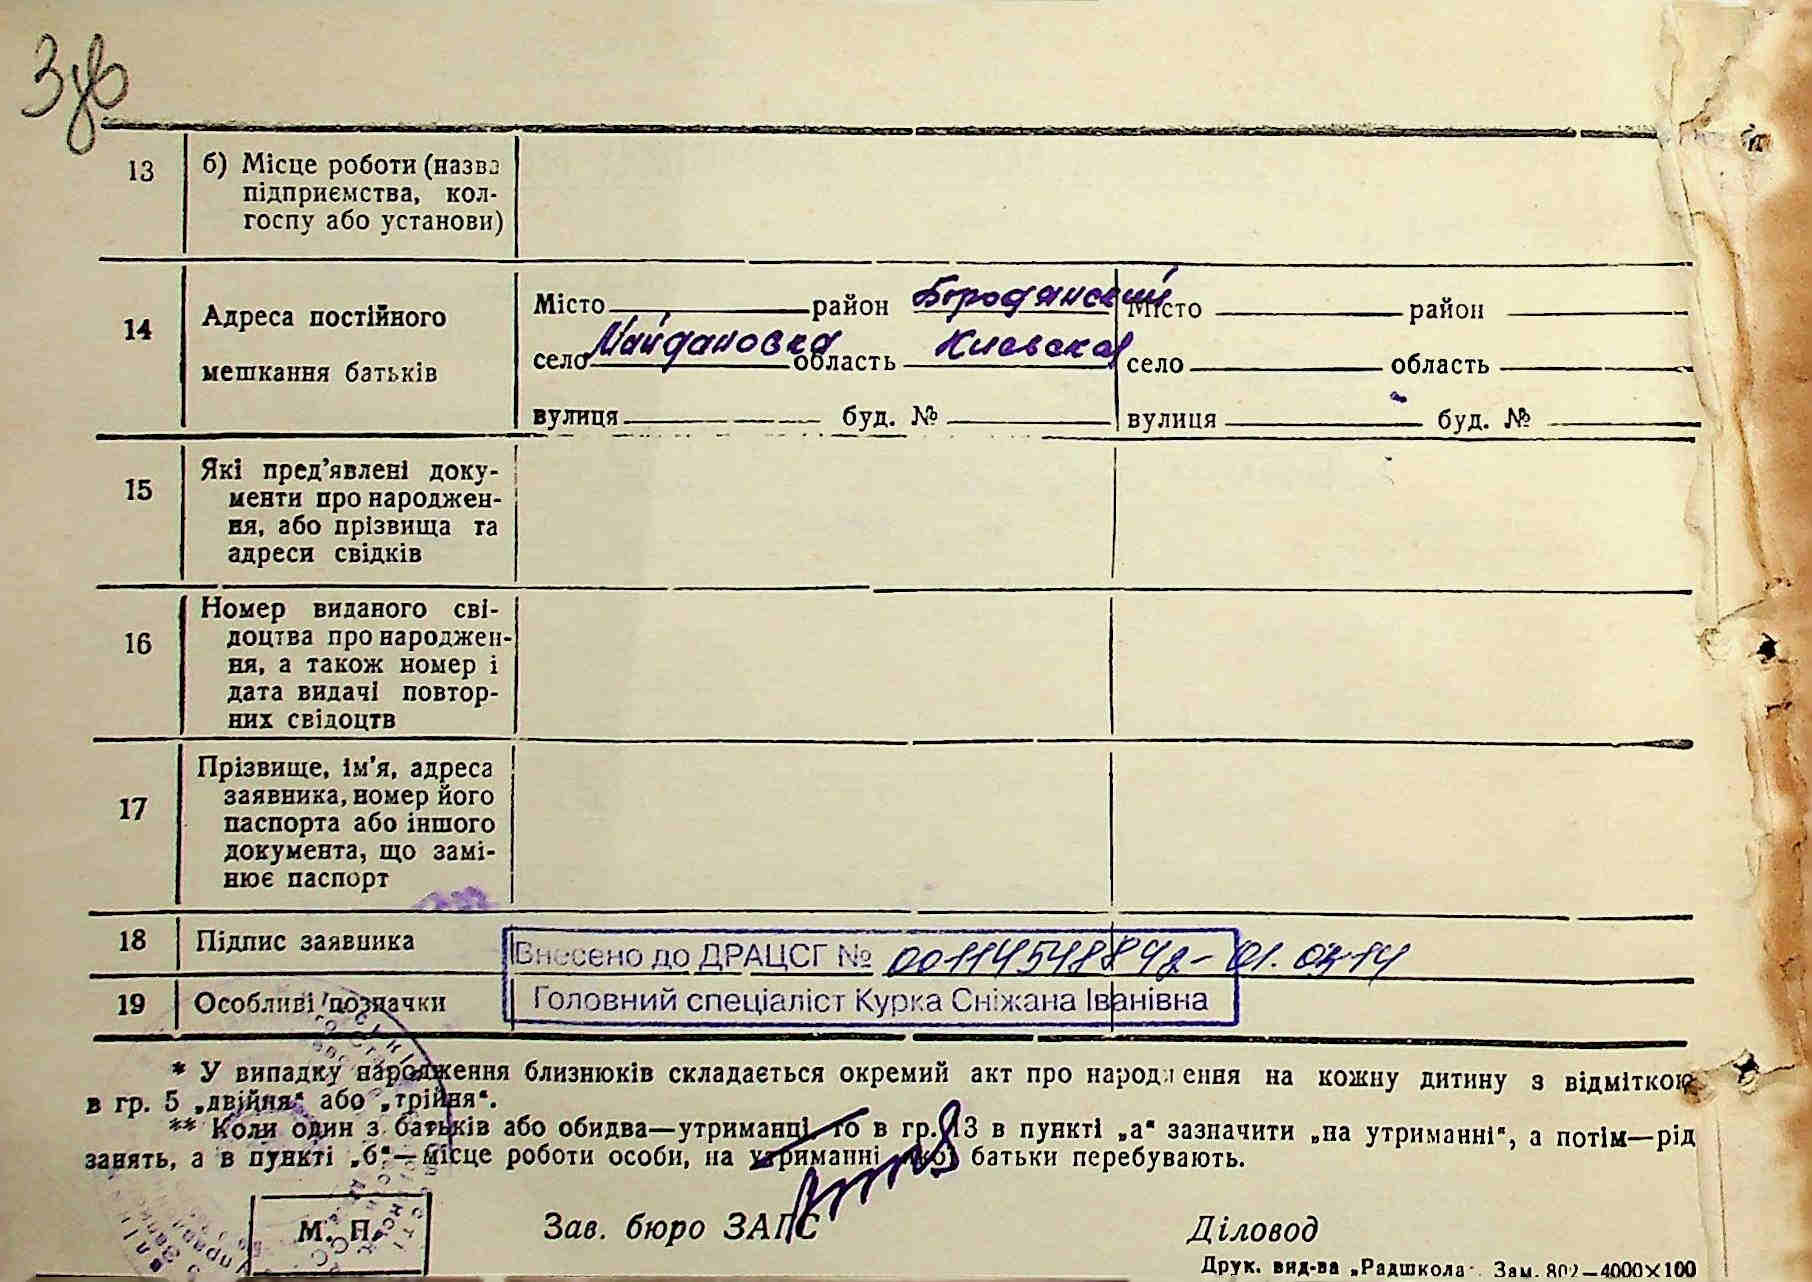 13 б) Місце роботи (назва
підприємства, кол-
госпу або установи)
14 Адреса постійного
мешкання батьків
Місто район Бородянский
село Майдановка область Киевская
вулиця буд. №
Місто район
село область
вулиця буд. №
15 Які пред’явлені доку-
менти про народжен-
ня, або прізвища та
адреси свідків
16 Номер виданого сві-
доцтва про народжен-
ня, а також номер і
дата видачі повтор-
них свідоцтв
17 Прізвище, ім’я, адреса
заявника, номер його
паспорта або іншого
документа, що замі-
нює паспорт
18 Підпис заявника
Внесено до ДРАЦСГ №
19 Особливі позначки
Головний спеціаліст Курка Сніжана Іванівна
* У випадку народження близнюків складається окремий акт про народження на кожну дитину з відміткою
в гр. 5 „двійня“ або „трійня“.
** Коли один з батьків або обидва—утриманці, то в гр. 13 в пункті „а“ зазначити „на утриманні“, а потім—рід
занять, а в пункті „б“—місце роботи особи, на утриманні якої батьки перебувають.
М. П.
Зав. бюро ЗАГС
Діловод
Друк. вид-ва „Радшкола“. Зам. 802—4000×100